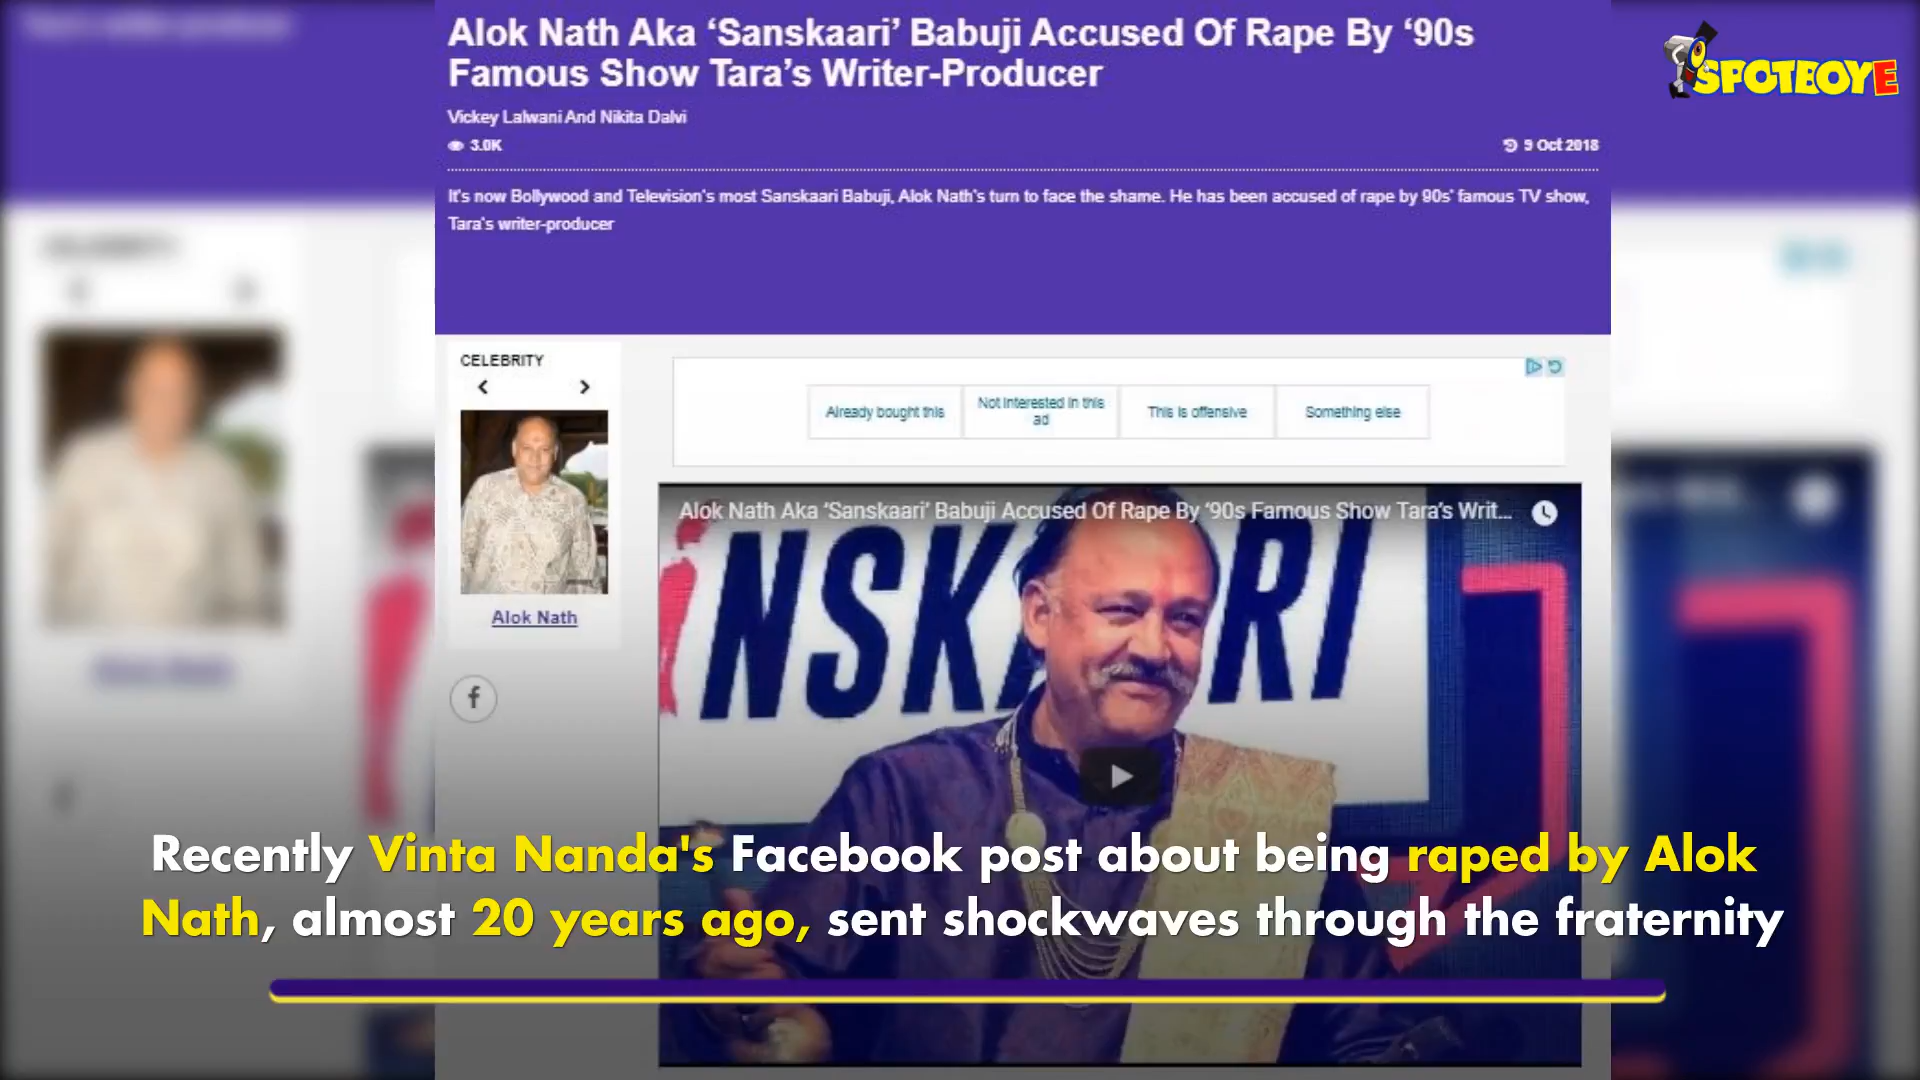 Alok Nath Aka ‘Sanskaari’ Babuji Accused Of Rape By ‘90s
Famous Show Tara’s Writer-Producer
SPOTBOYE
Vickey Lalwani And Nikita Dalvi
3.0K
9 Oct 2018
It's now Bollywood and Television's most Sanskaari Babuji, Alok Nath's turn to face the shame. He has been accused of rape by 90s' famous TV show,
Tara's writer-producer
CELEBRITY
Already bought this
Not interested in this
ad
This is offensive
Something else
Alok Nath Aka ‘Sanskaari’ Babuji Accused Of Rape By ‘90s Famous Show Tara’s Writ...
NSKA RI
Alok Nath
f
Recently Vinta Nanda's Facebook post about being raped by Alok
Nath, almost 20 years ago, sent shockwaves through the fraternity